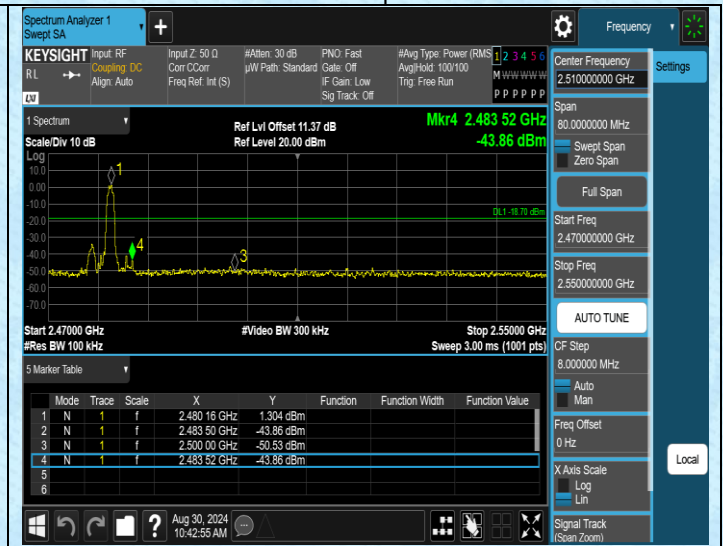 Spectrum Analyzer 1
Swept SA
+
Frequency
KEYSIGHT Input: RF Input Z: 50 Ω #Atten: 30 dB PNO: Fast #Avg Type: Power (RMS 1 2 3 4 5 6
RL Coupling: DC Corr CCorr µW Path: Standard Gate: Off Avg|Hold: 100/100 M W W W W W
Align: Auto Freq Ref: Int (S) IF Gain: Low Trig: Free Run
LXI Sig Track: Off P P P P P P
Center Frequency
2.510000000 GHz
Settings
Span
80.0000000 MHz
Swept Span
Zero Span
Full Span
Start Freq
2.470000000 GHz
Stop Freq
2.550000000 GHz
AUTO TUNE
CF Step
8.000000 MHz
Auto
Man
Freq Offset
0 Hz
X Axis Scale
Log
Lin
Local
Signal Track
(Span Zoom)
1 Spectrum
Ref Lvl Offset 11.37 dB Mkr4 2.483 52 GHz
Scale/Div 10 dB Ref Level 20.00 dBm -43.86 dBm
Log
10.0
0.00
-10.0
-20.0
-30.0
-40.0
-50.0
-60.0
-70.0
1
DL1 -18.70 dBm
4
3
Start 2.47000 GHz #Video BW 300 kHz Stop 2.55000 GHz
#Res BW 100 kHz Sweep 3.00 ms (1001 pts)
5 Marker Table
Mode Trace Scale X Y Function Function Width Function Value
1 N 1 f 2.480 16 GHz 1.304 dBm
2 N 1 f 2.483 50 GHz -43.86 dBm
3 N 1 f 2.500 00 GHz -50.53 dBm
4 N 1 f 2.483 52 GHz -43.86 dBm
5
6
? Aug 30, 2024
10:42:55 AM